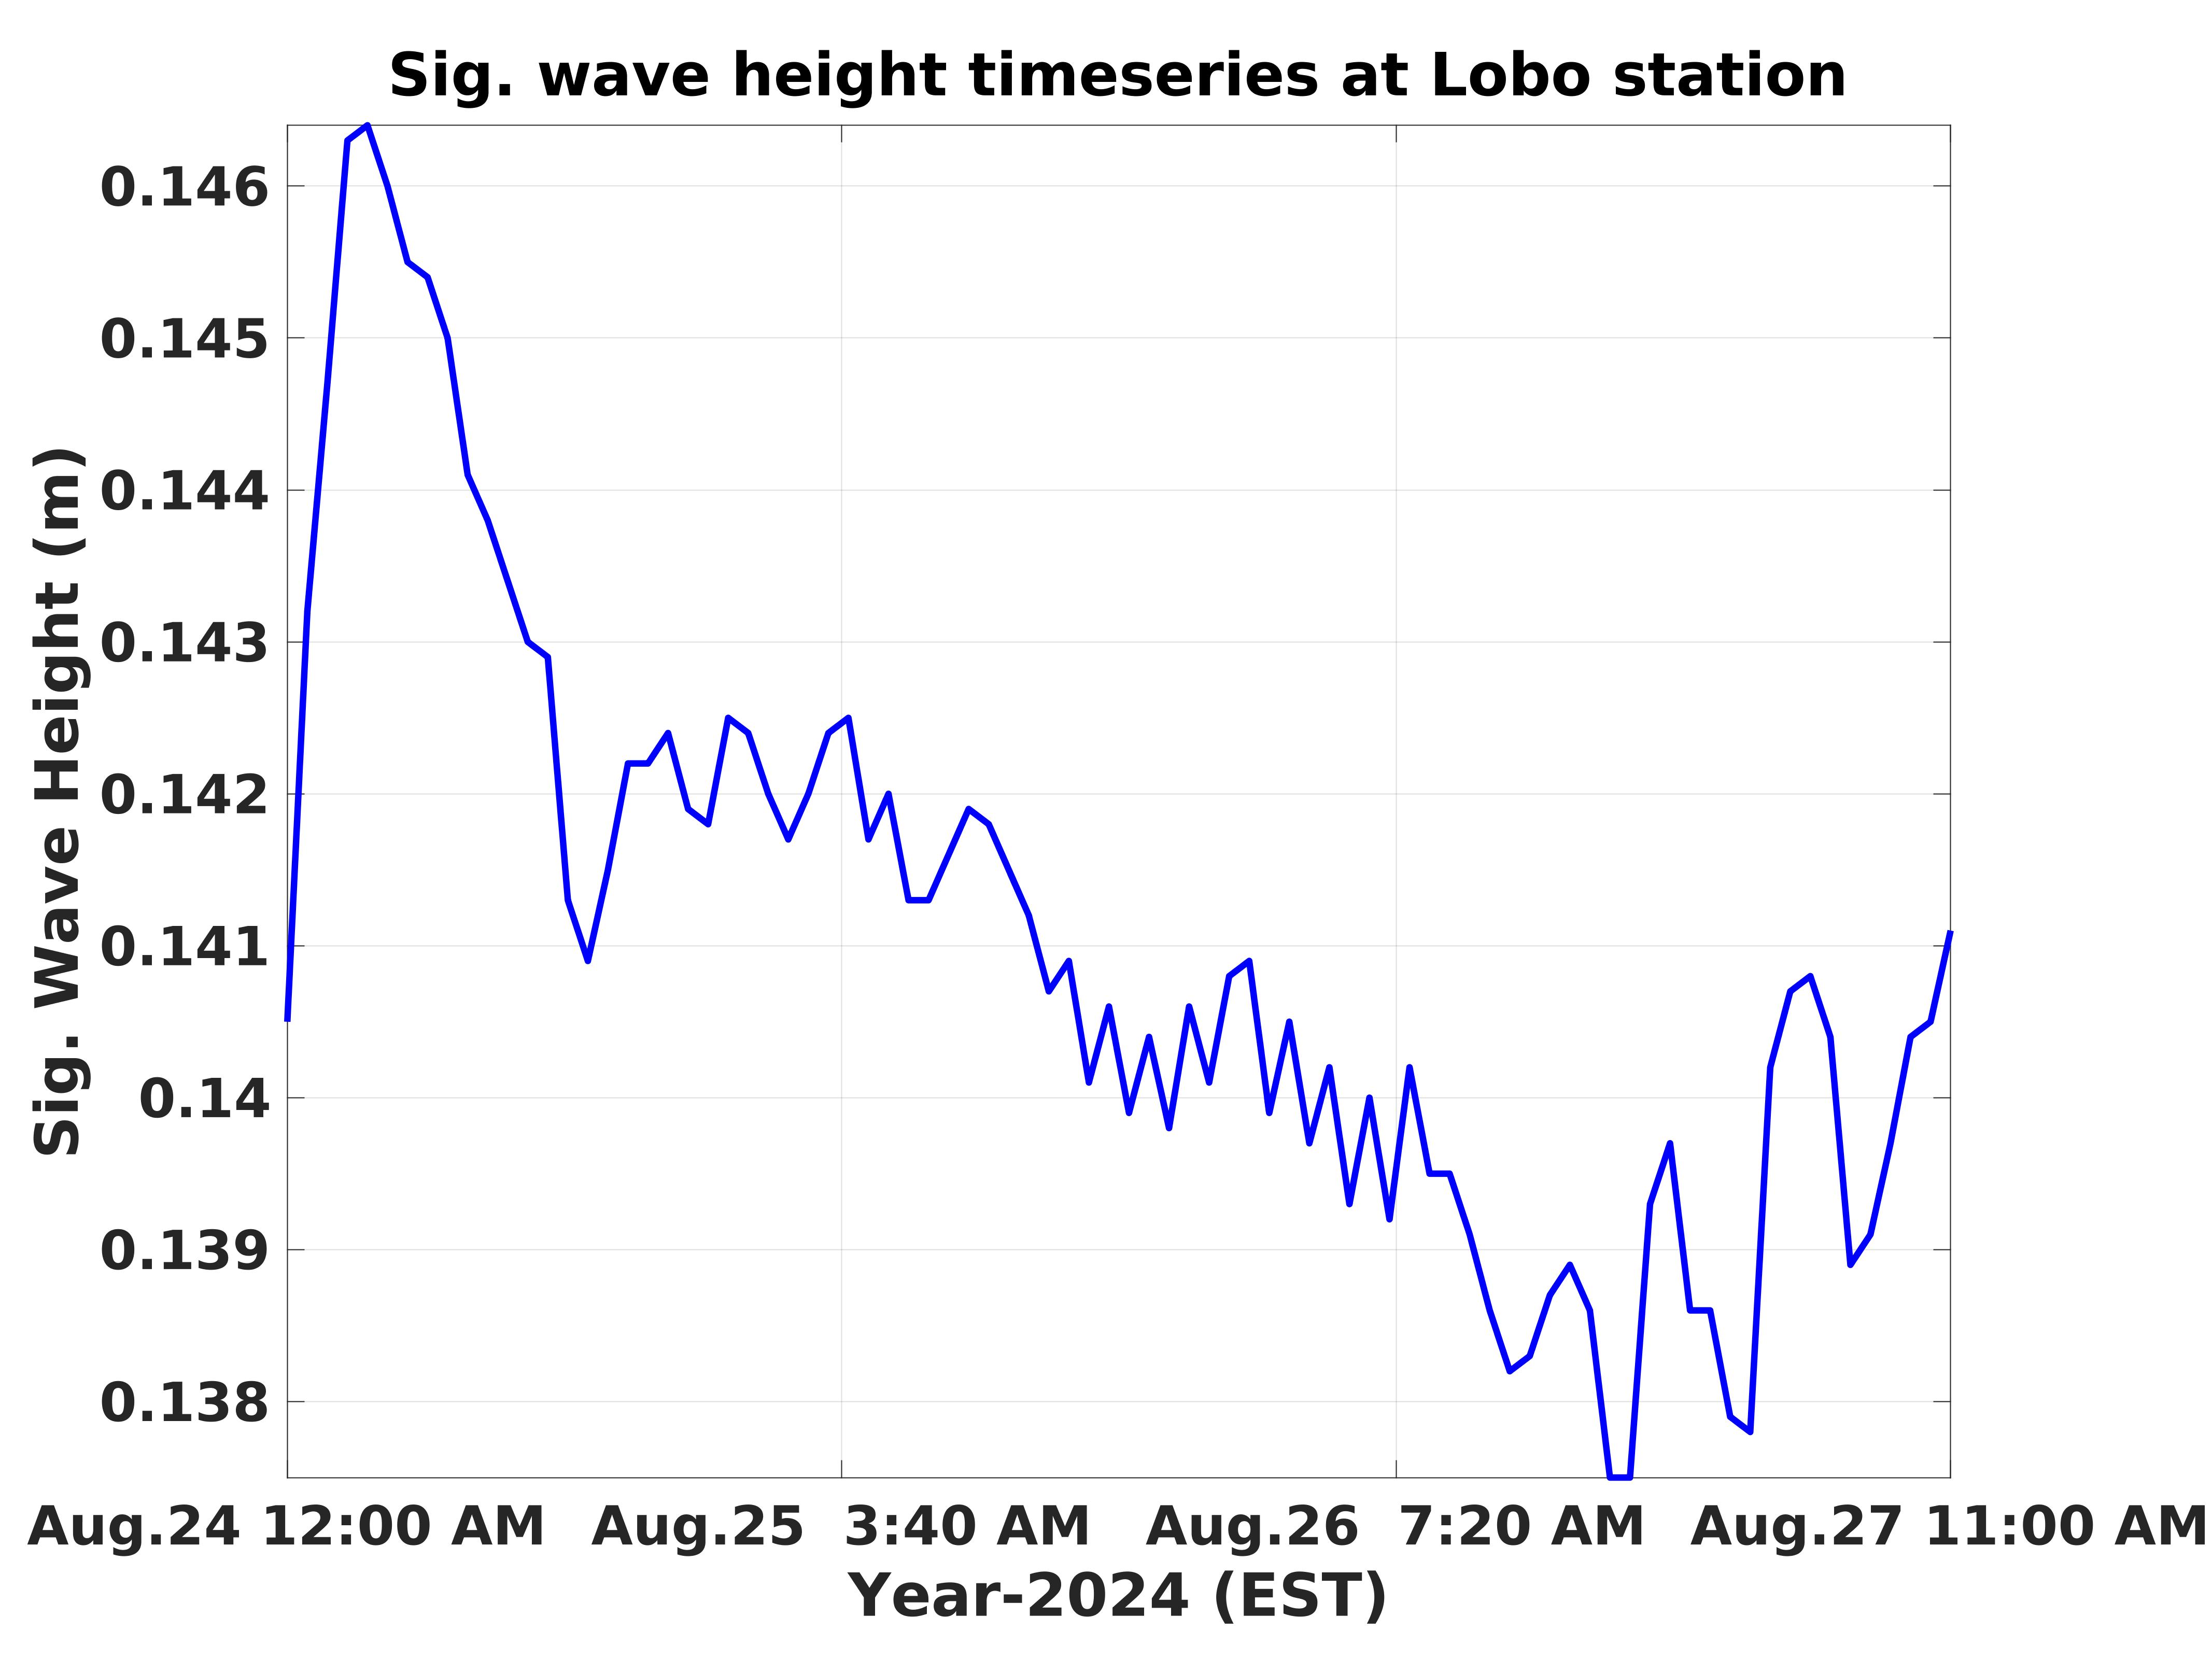 Sig. wave height timeseries at Lobo station
Sig. Wave Height (m)
0.146
0.145
0.144
0.143
0.142
0.141
0.14
0.139
0.138
Aug.24 12:00 AM Aug.25 3:40 AM Aug.26 7:20 AM Aug.27 11:00 AM
Year-2024 (EST)